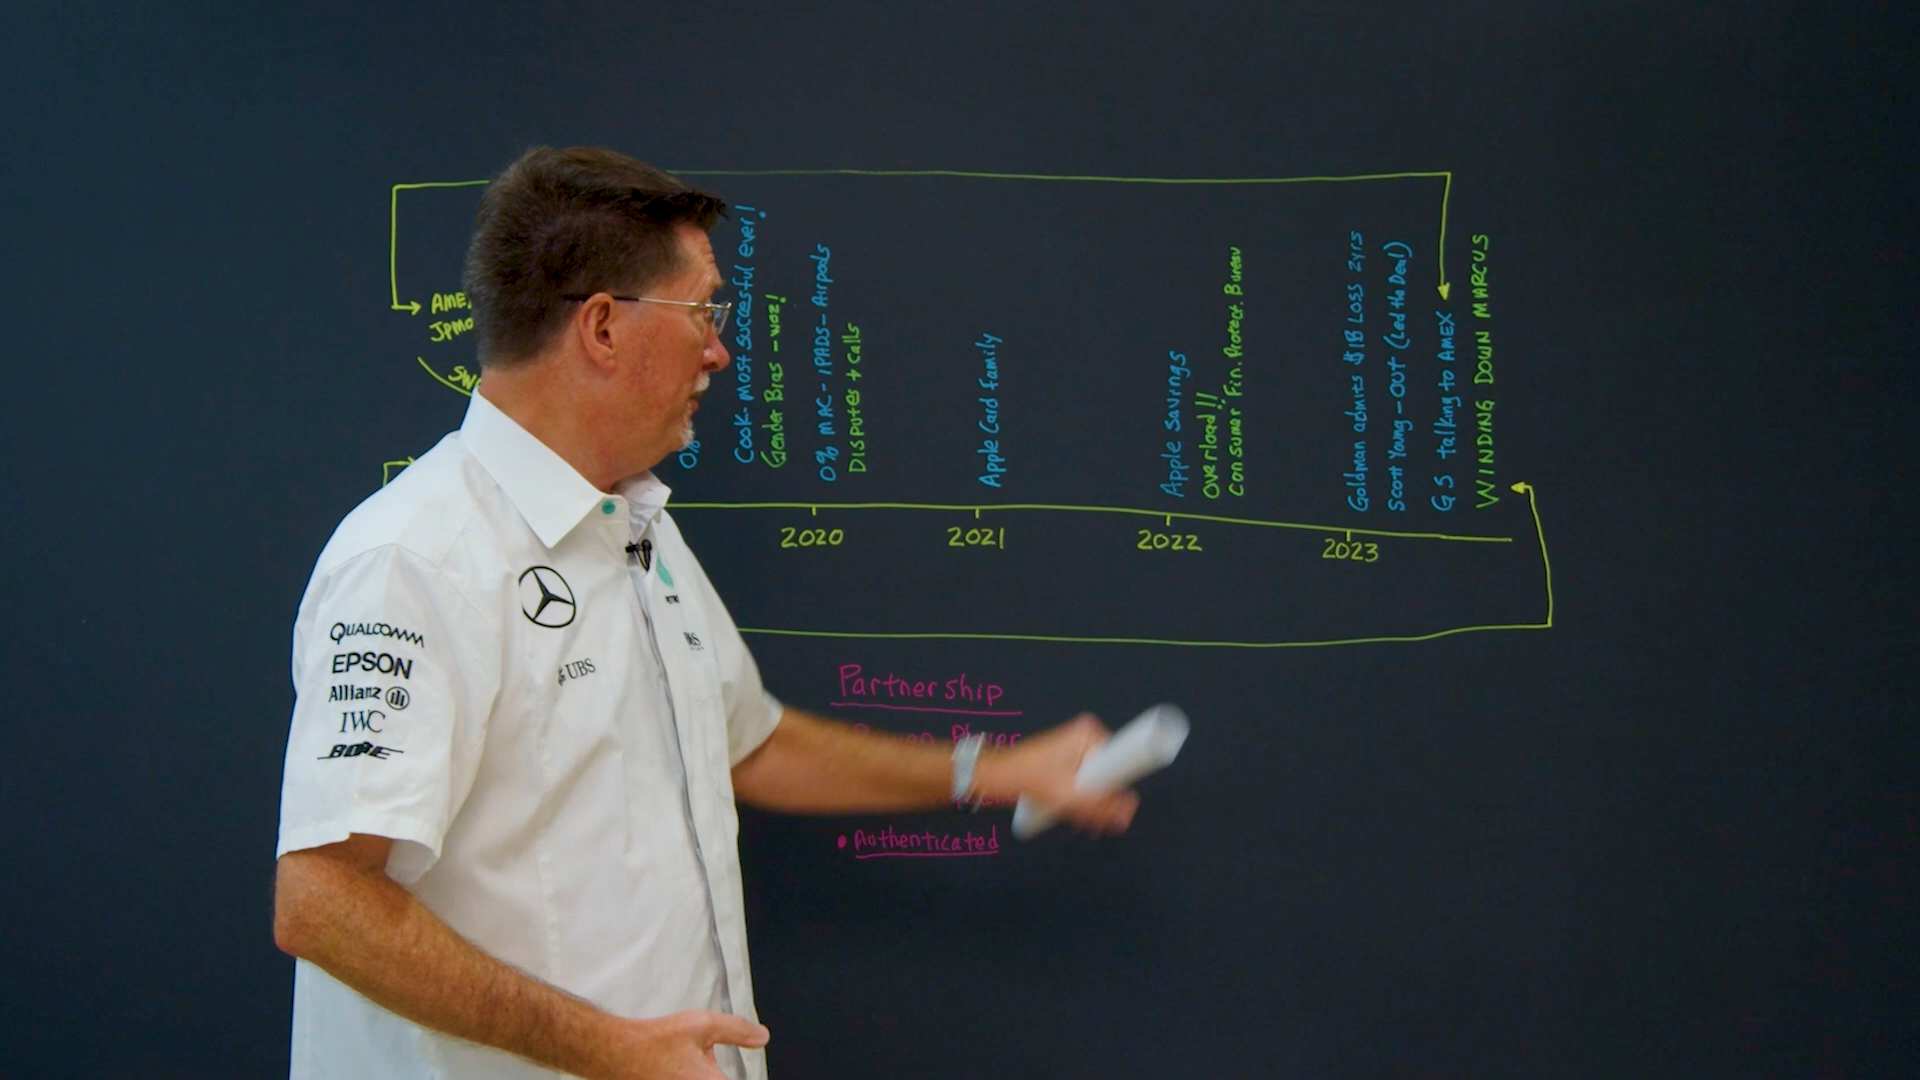 AME
JPMO
SW
0%
Cook-most successful ever!
Gender Bias - woz!
0% MAC-IPADS-Airpods
Disputes + Calls
Apple Card Family
Apple Savings
Overload!!
Consumer Fin. Protect. Bureau
Goldman admits $1B Loss 2yrs
Scott Young-OUT (Led the Deal)
GS talking to AMEX
WINDING DOWN MARCUS
2020
2021
2022
2023
Partnership
Player
• Authenticated
QUALCOMM
EPSON
Allianz
IWC
BOSE
UBS